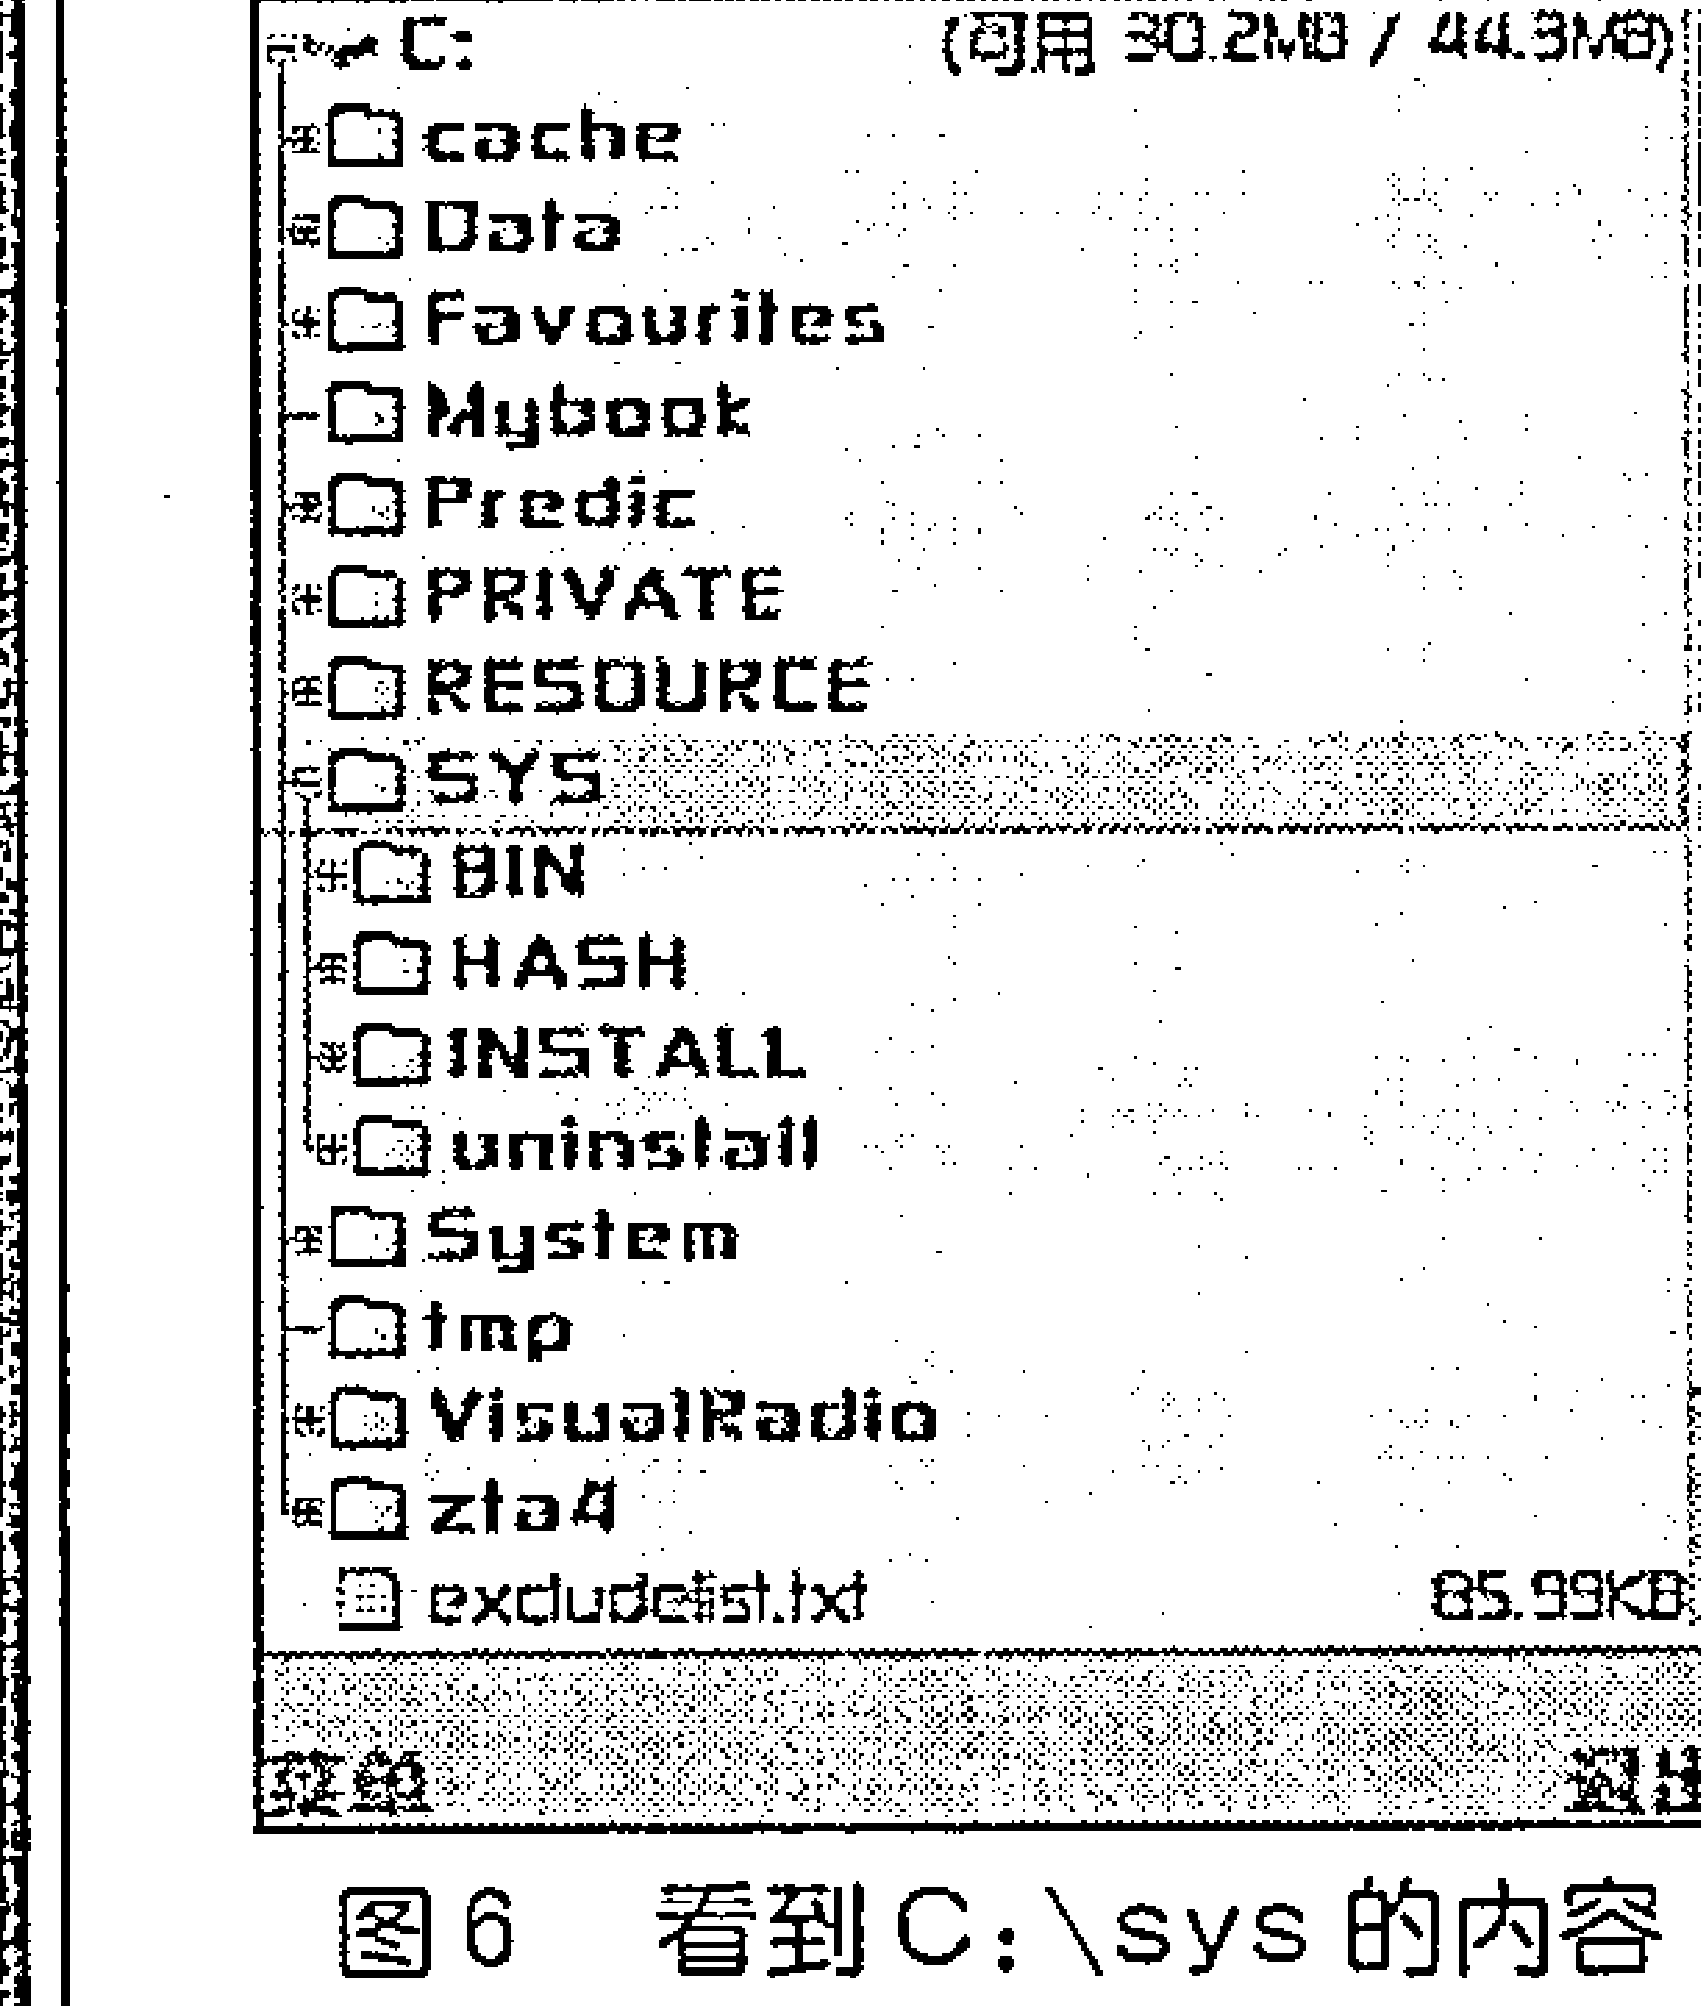 C: (可用 30.2MB / 44.9MB)
cache
Data
Favourites
Mybook
Predic
PRIVATE
RESOURCE
SYS
BIN
HASH
INSTALL
uninstall
System
tmp
VisualRadio
zta4
excludelist.txt 85.99KB
图6 看到C:\sys的内容